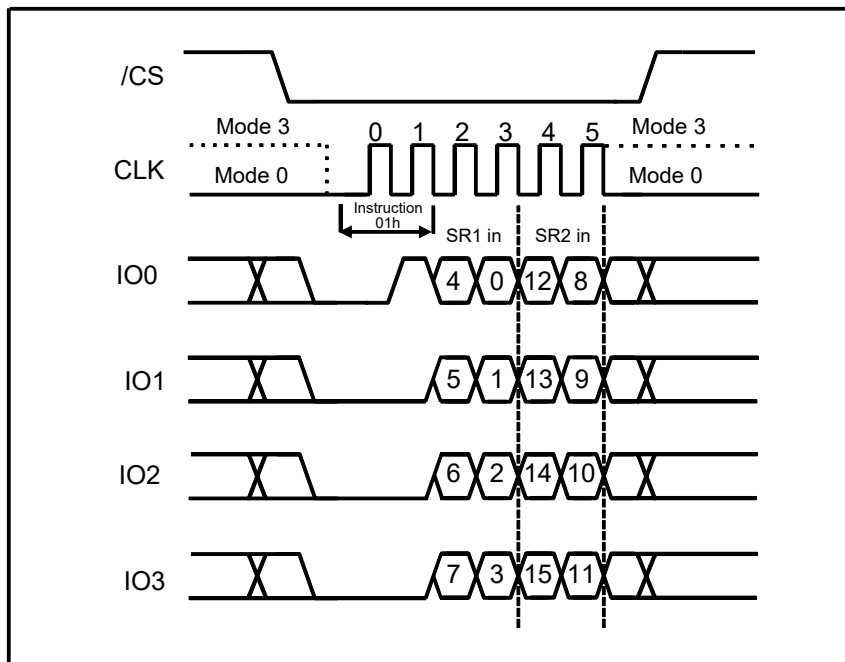 /CS
Mode 3
0 1 2 3 4 5
Mode 3
CLK
Mode 0
Mode 0
Instruction
01h
SR1 in
SR2 in
IO0
4 0 12 8
IO1
5 1 13 9
IO2
6 2 14 10
IO3
7 3 15 11